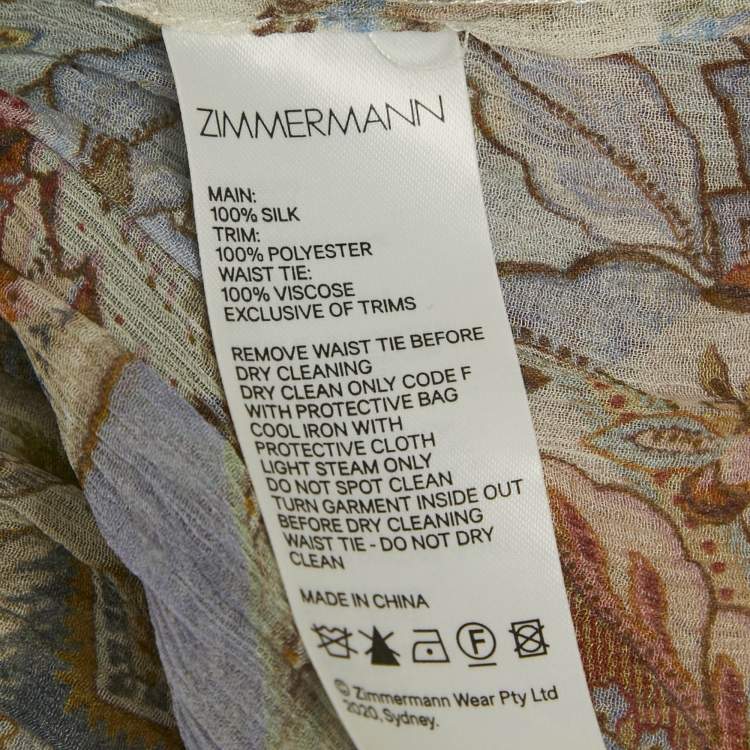 ZIMMERMANN
MAIN:
100% SILK
TRIM:
100% POLYESTER
WAIST TIE:
100% VISCOSE
EXCLUSIVE OF TRIMS
REMOVE WAIST TIE BEFORE
DRY CLEANING
DRY CLEAN ONLY CODE F
WITH PROTECTIVE BAG
COOL IRON WITH
PROTECTIVE CLOTH
LIGHT STEAM ONLY
DO NOT SPOT CLEAN
TURN GARMENT INSIDE OUT
BEFORE DRY CLEANING
WAIST TIE - DO NOT DRY
CLEAN
MADE IN CHINA
F
© Zimmermann Wear Pty Ltd
2020, Sydney.